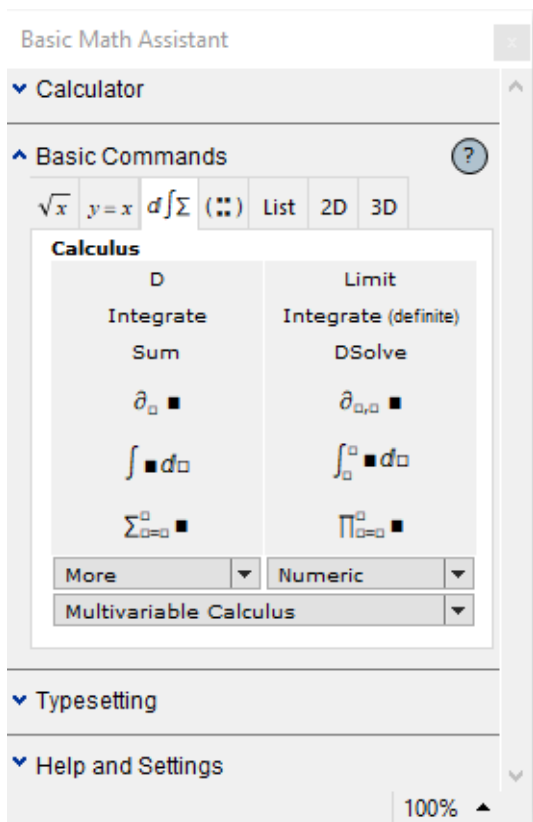 Basic Math Assistant x
Calculator
Basic Commands ?
√x y=x ⅆ∫Σ (∷) List 2D 3D
Calculus
D Limit
Integrate Integrate (definite)
Sum DSolve
∂□ ■ ∂□,□ ■
∫■ⅆ□ ∫□□■ⅆ□
Σ□□=□ ■ ∏□□=□ ■
More Numeric
Multivariable Calculus
Typesetting
Help and Settings
100%